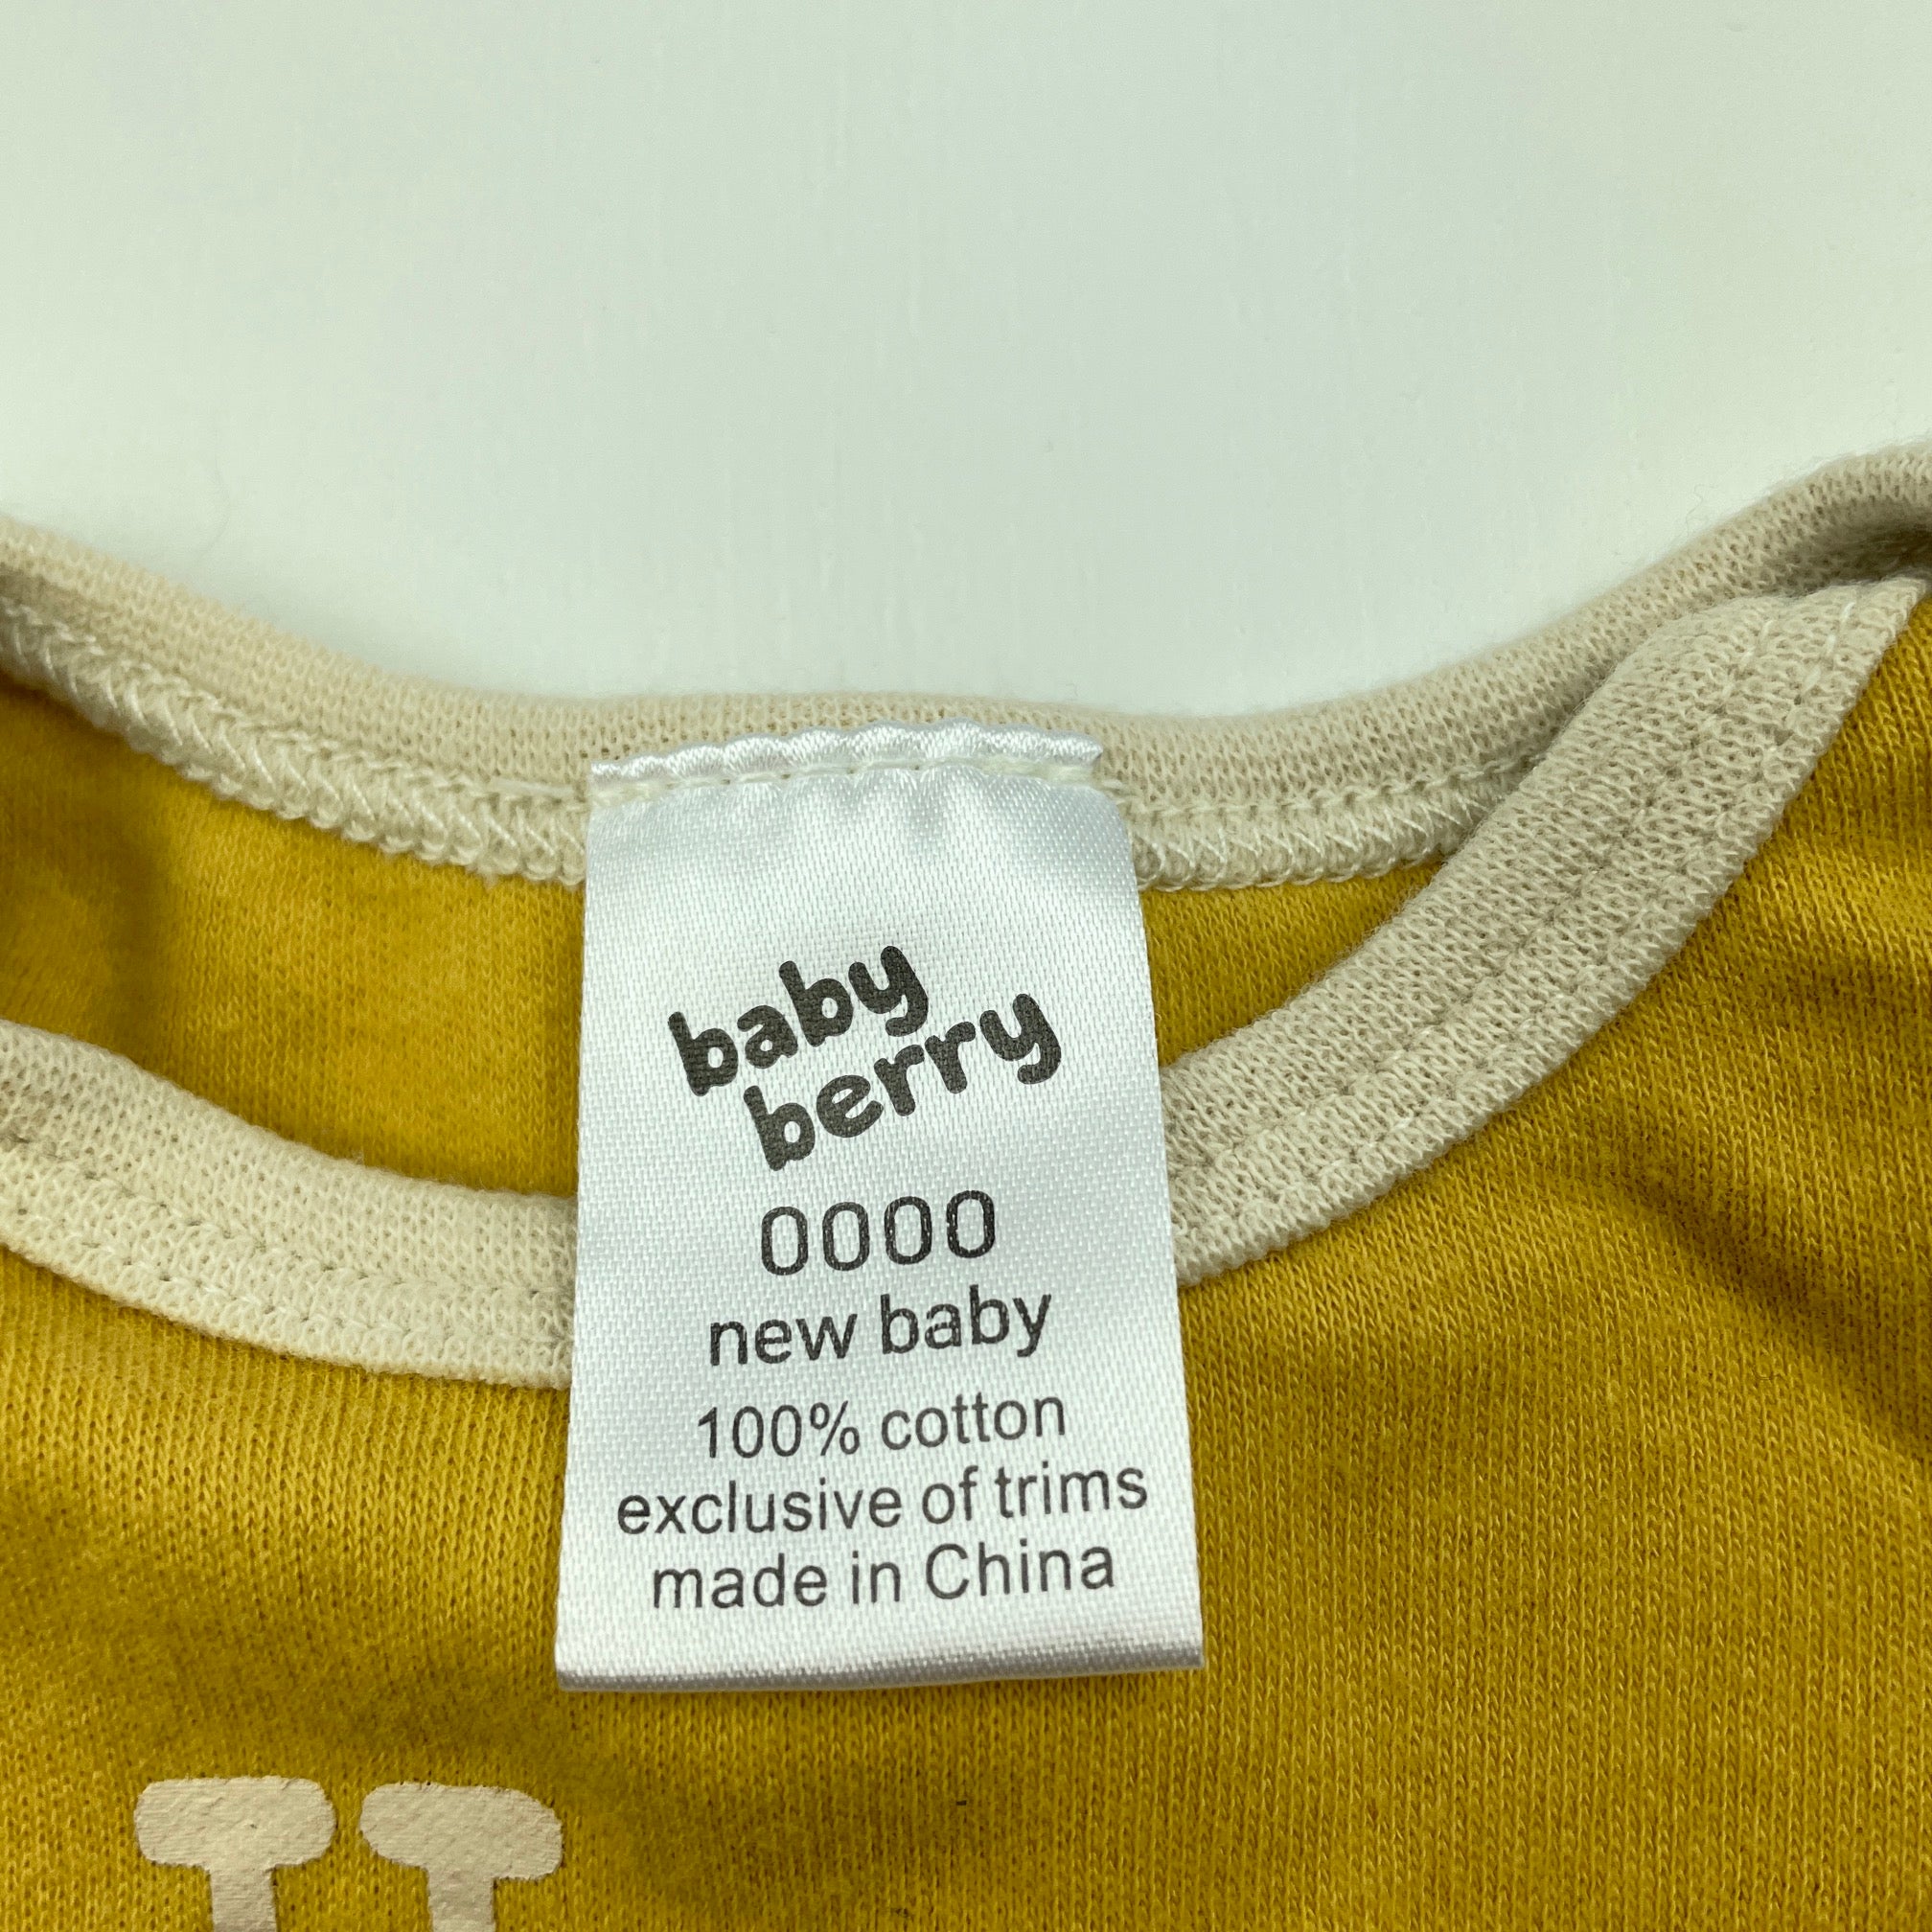 baby
berry
0000
new baby
100% cotton
exclusive of trims
made in China